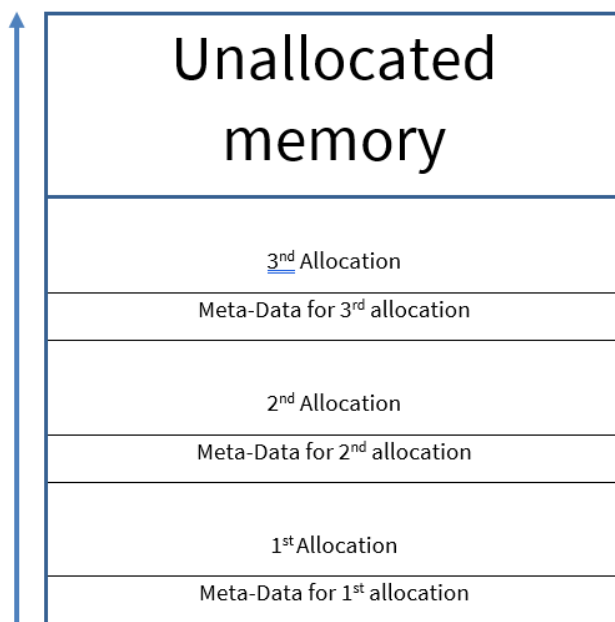 Unallocated
memory
3nd Allocation
Meta-Data for 3rd allocation
2nd Allocation
Meta-Data for 2nd allocation
1st Allocation
Meta-Data for 1st allocation